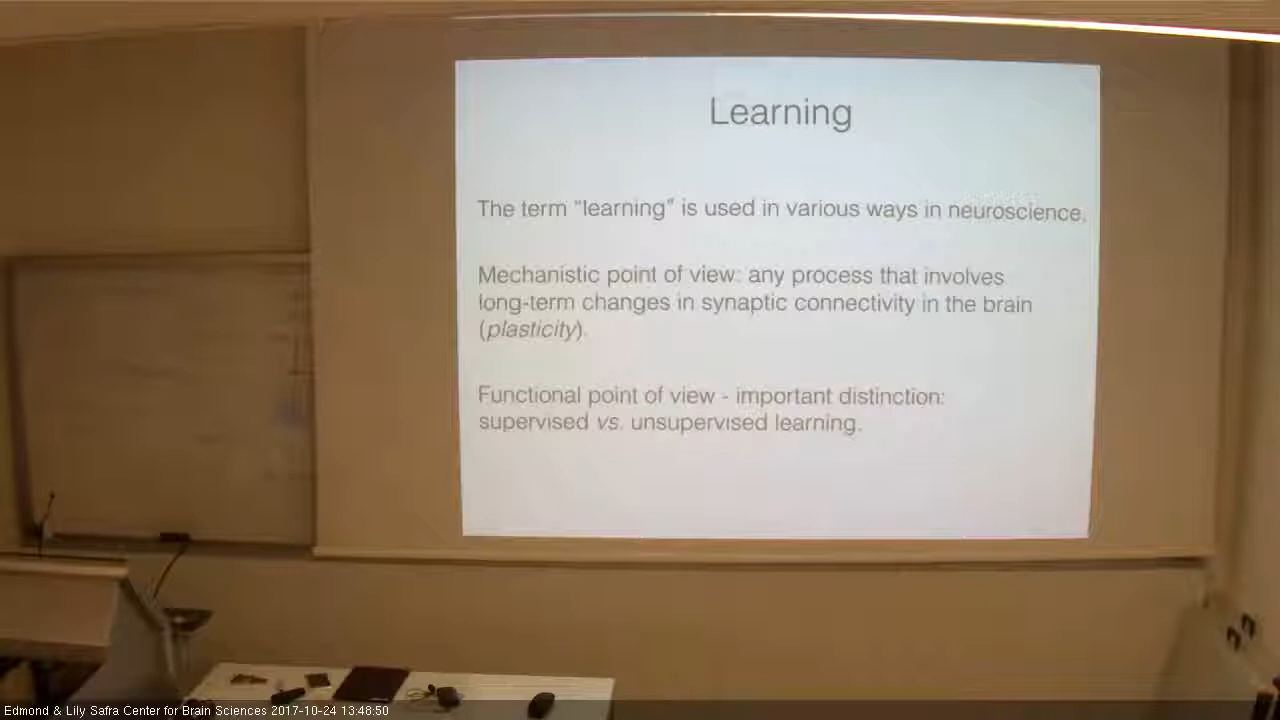 Learning
The term "learning" is used in various ways in neuroscience.
Mechanistic point of view: any process that involves
long-term changes in synaptic connectivity in the brain
(plasticity).
Functional point of view - important distinction:
supervised vs. unsupervised learning.
Edmond & Lily Safra Center for Brain Sciences 2017-10-24 13:48:50